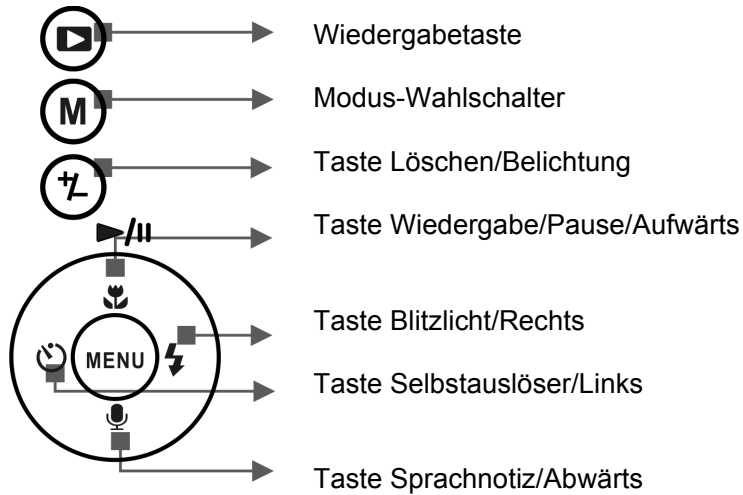 Wiedergabetaste
M
Modus-Wahlschalter
+/-
Taste Löschen/Belichtung
Taste Wiedergabe/Pause/Aufwärts
Taste Blitzlicht/Rechts
MENU
Taste Selbstauslöser/Links
Taste Sprachnotiz/Abwärts